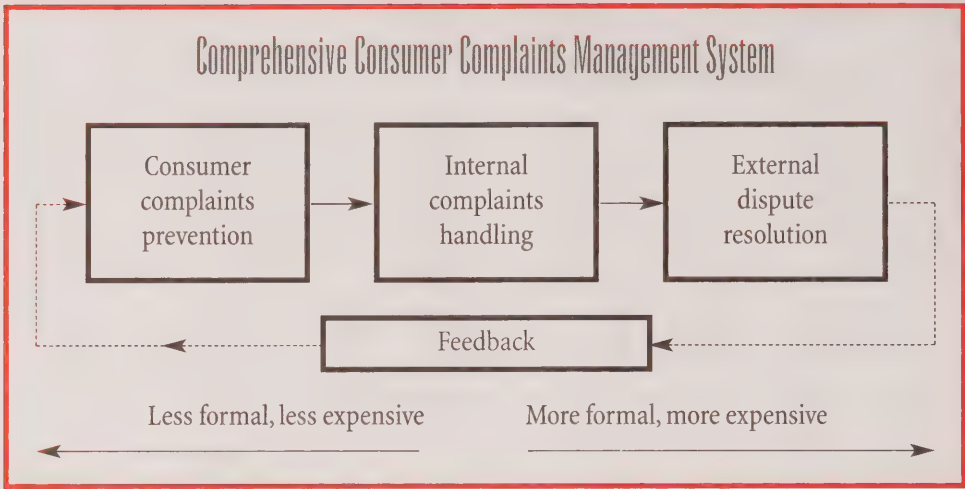 Comprehensive Consumer Complaints Management System
Consumer
complaints
prevention
Internal
complaints
handling
External
dispute
resolution
Feedback
Less formal, less expensive
More formal, more expensive